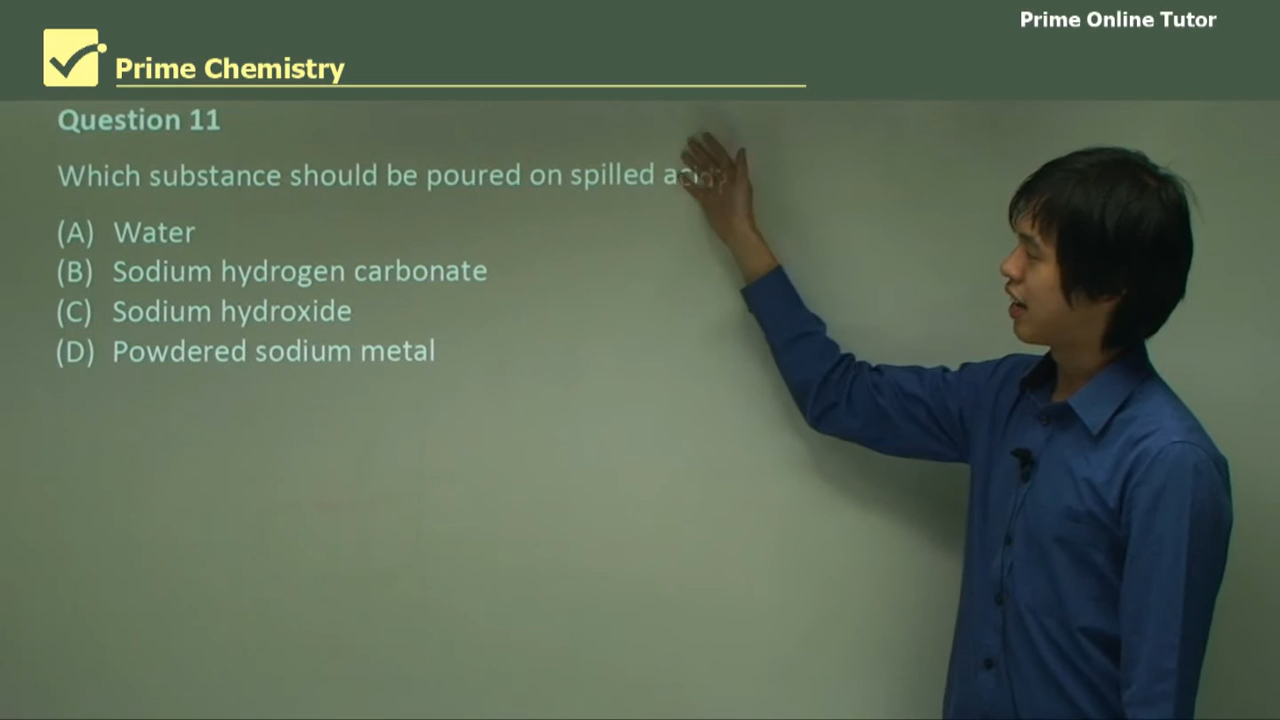 Prime Online Tutor
Prime Chemistry
Question 11
Which substance should be poured on spilled acid?
(A) Water
(B) Sodium hydrogen carbonate
(C) Sodium hydroxide
(D) Powdered sodium metal